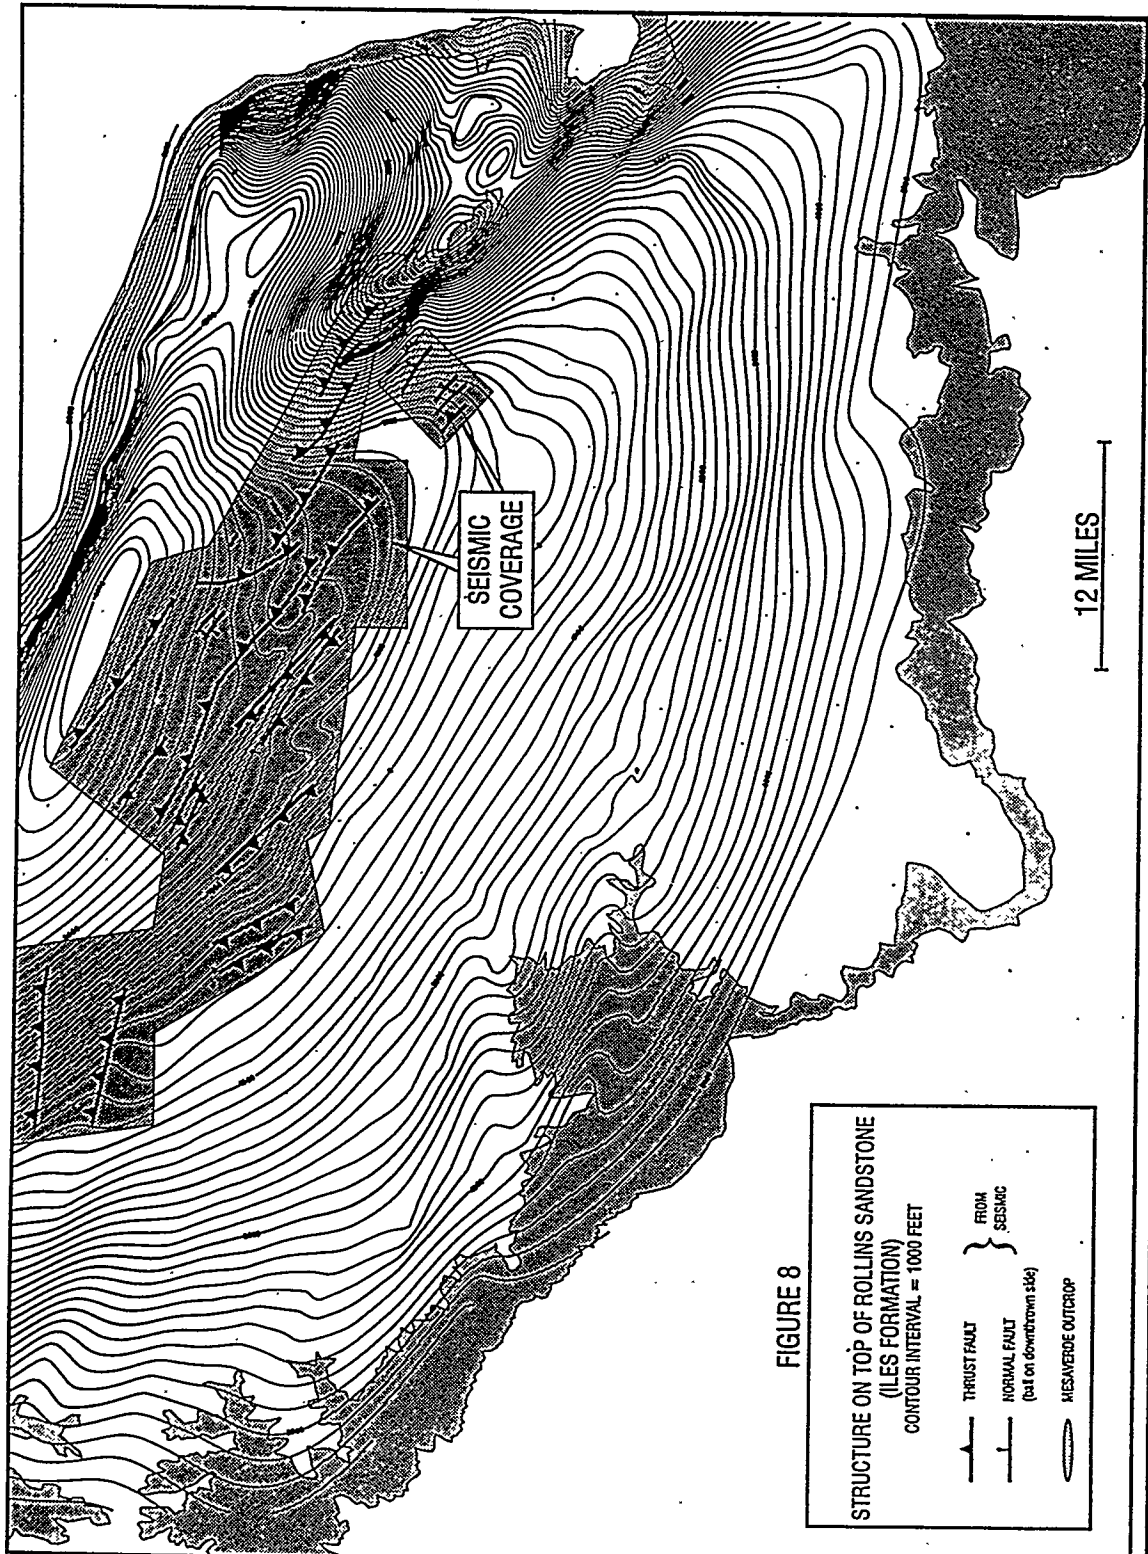 SEISMIC
COVERAGE
12 MILES
FIGURE 8
STRUCTURE ON TOP OF ROLLINS SANDSTONE
(ILES FORMATION)
CONTOUR INTERVAL = 1000 FEET
THRUST FAULT
NORMAL FAULT
(ball on downthrown side)
} FROM
SEISMIC
MESAVERDE OUTCROP